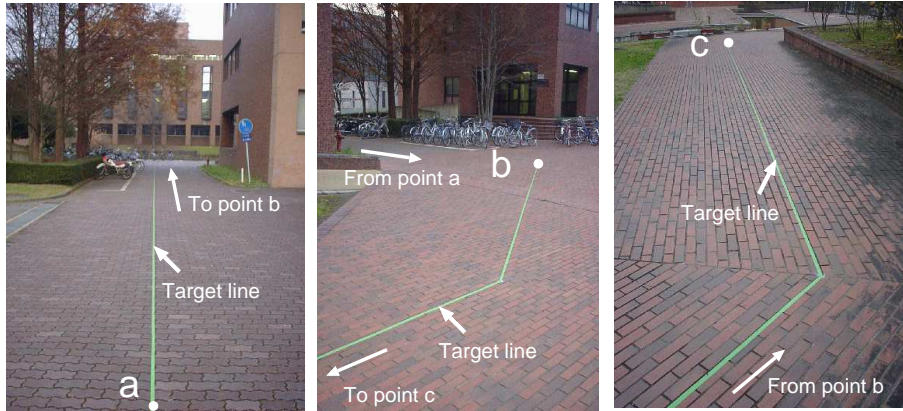 To point b
Target line
a
From point a
b
Target line
To point c
c
Target line
From point b